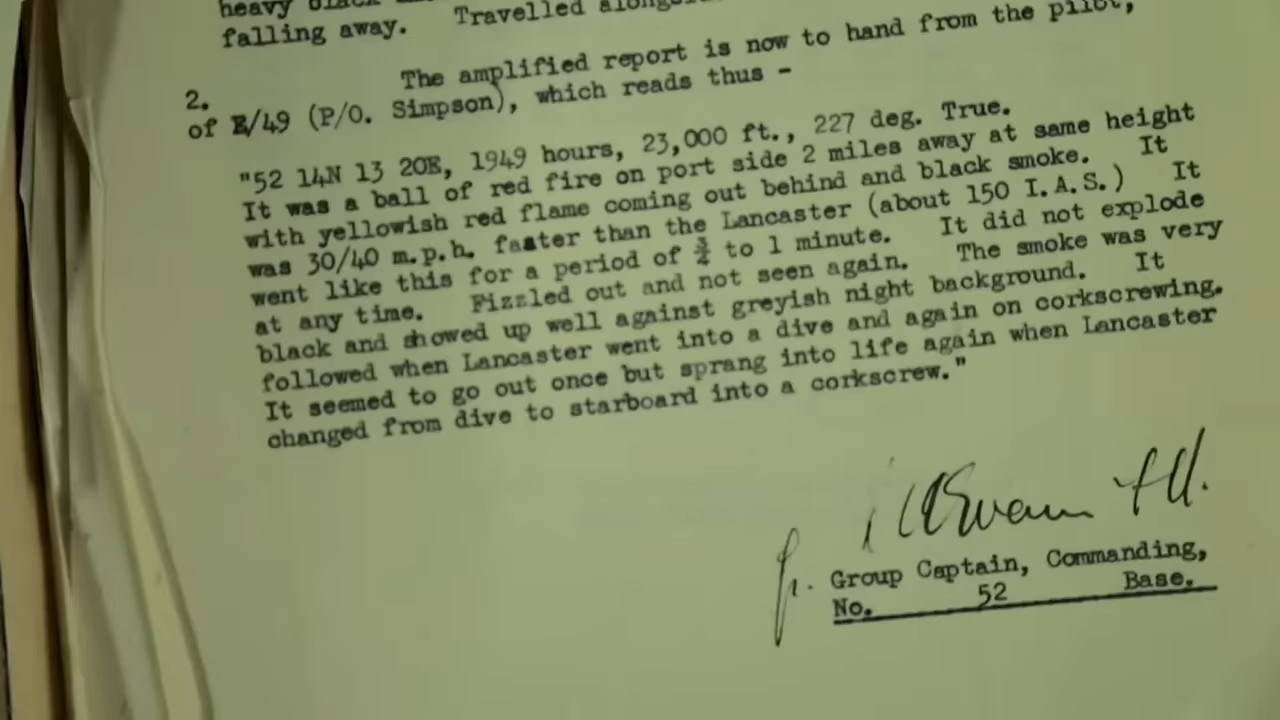 heavy black
falling away. Travelled
2. The amplified report is now to hand from the pilot,
of E/49 (P/O. Simpson), which reads thus -
"52 14N 13 20E, 1949 hours, 23,000 ft., 227 deg. True.
It was a ball of red fire on port side 2 miles away at same height
with yellowish red flame coming out behind and black smoke. It
was 30/40 m.p.h. faster than the Lancaster (about 150 I.A.S.) It
went like this for a period of ¾ to 1 minute. It did not explode
at any time. Fizzled out and not seen again. The smoke was very
black and showed up well against greyish night background. It
followed when Lancaster went into a dive and again on corkscrewing.
It seemed to go out once but sprang into life again when Lancaster
changed from dive to starboard into a corkscrew."
Group Captain, Commanding,
No. 52 Base.